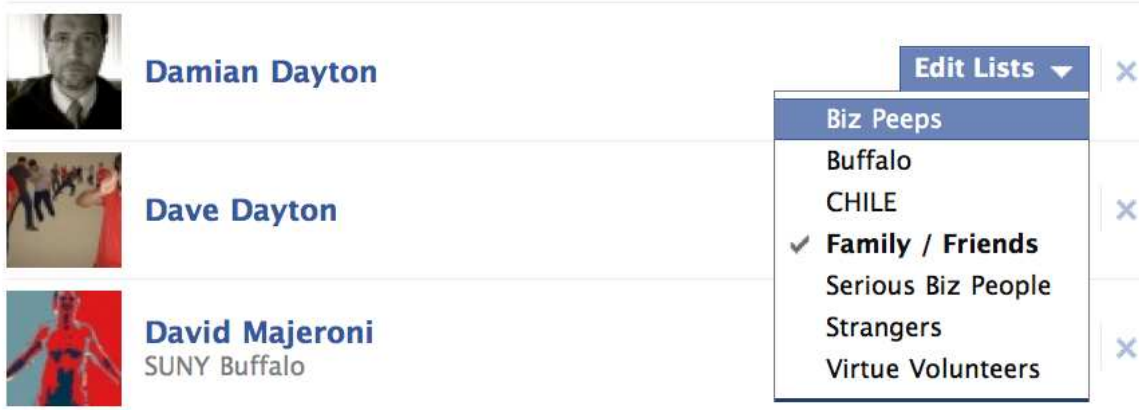 Damian Dayton
Edit Lists
Biz Peeps
Buffalo
CHILE
Dave Dayton
Family / Friends
Serious Biz People
David Majeroni
Strangers
SUNY Buffalo
Virtue Volunteers